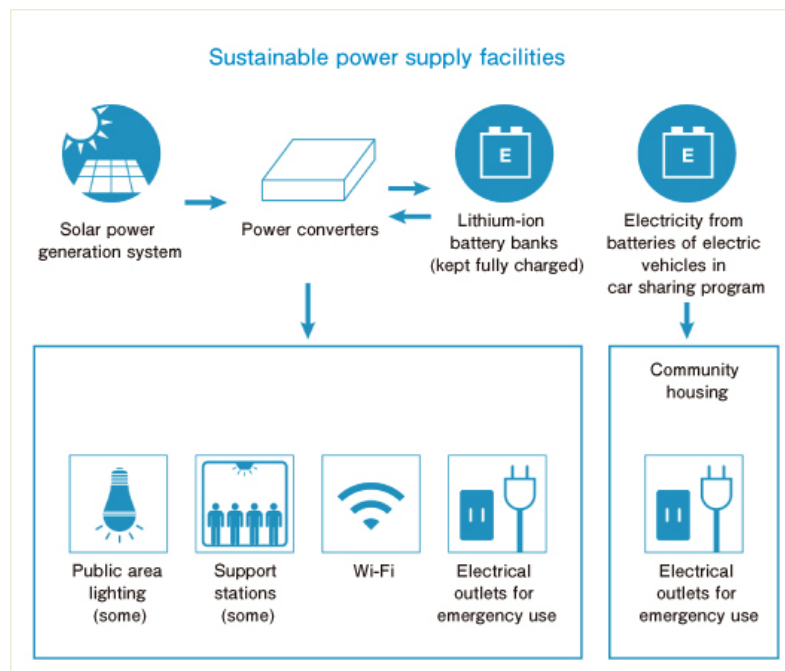 Sustainable power supply facilities
Solar power
generation system
Power converters
E
Lithium-ion
battery banks
(kept fully charged)
E
Electricity from
batteries of electric
vehicles in
car sharing program
Public area
lighting
(some)
Support
stations
(some)
Wi-Fi
Electrical
outlets for
emergency use
Community
housing
Electrical
outlets for
emergency use